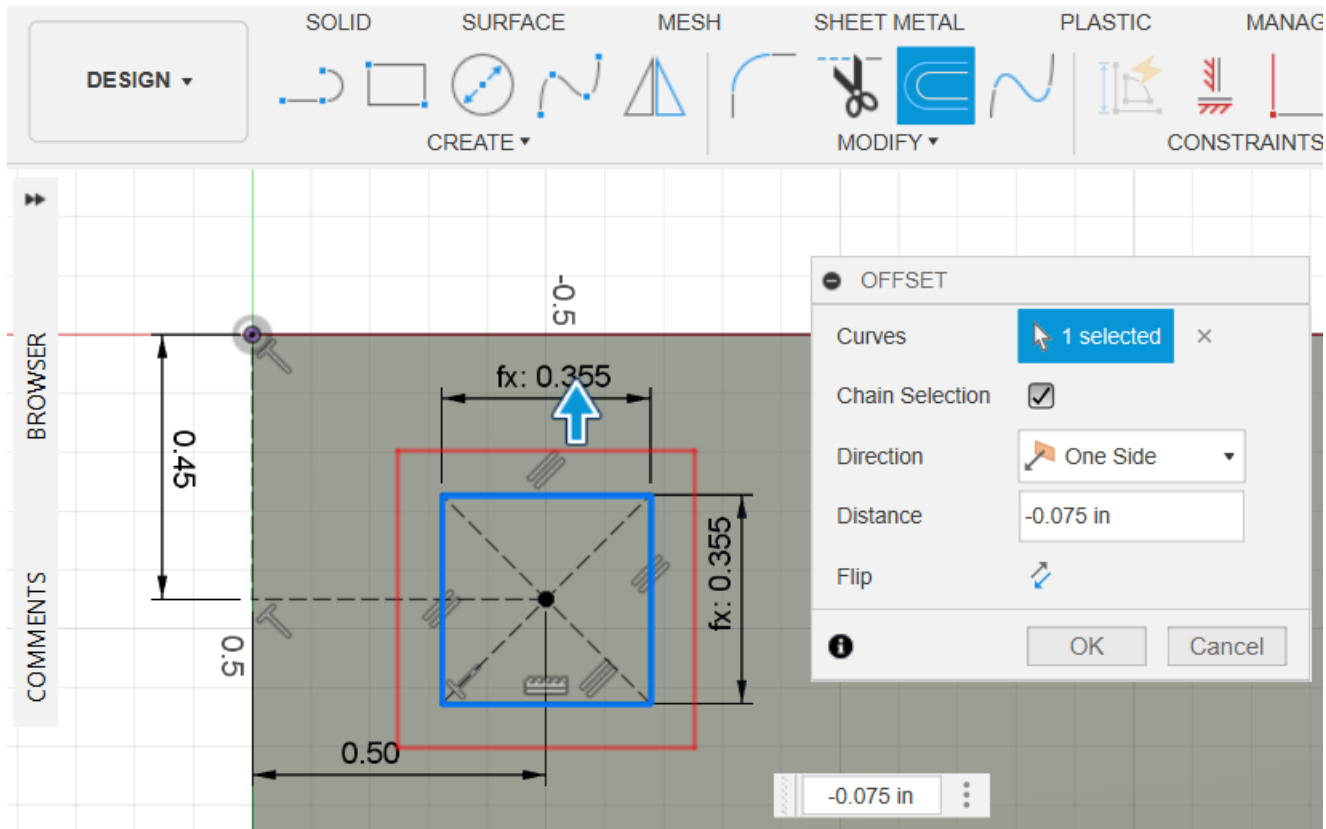 SOLID SURFACE MESH SHEET METAL PLASTIC MANAG
DESIGN ▾
CREATE ▾ MODIFY ▾ CONSTRAINTS
BROWSER
COMMENTS
-0.5
fx: 0.355
0.45
fx: 0.355
0.5
0.50
OFFSET
Curves 1 selected ×
Chain Selection
Direction One Side ▾
Distance -0.075 in
Flip
OK Cancel
-0.075 in